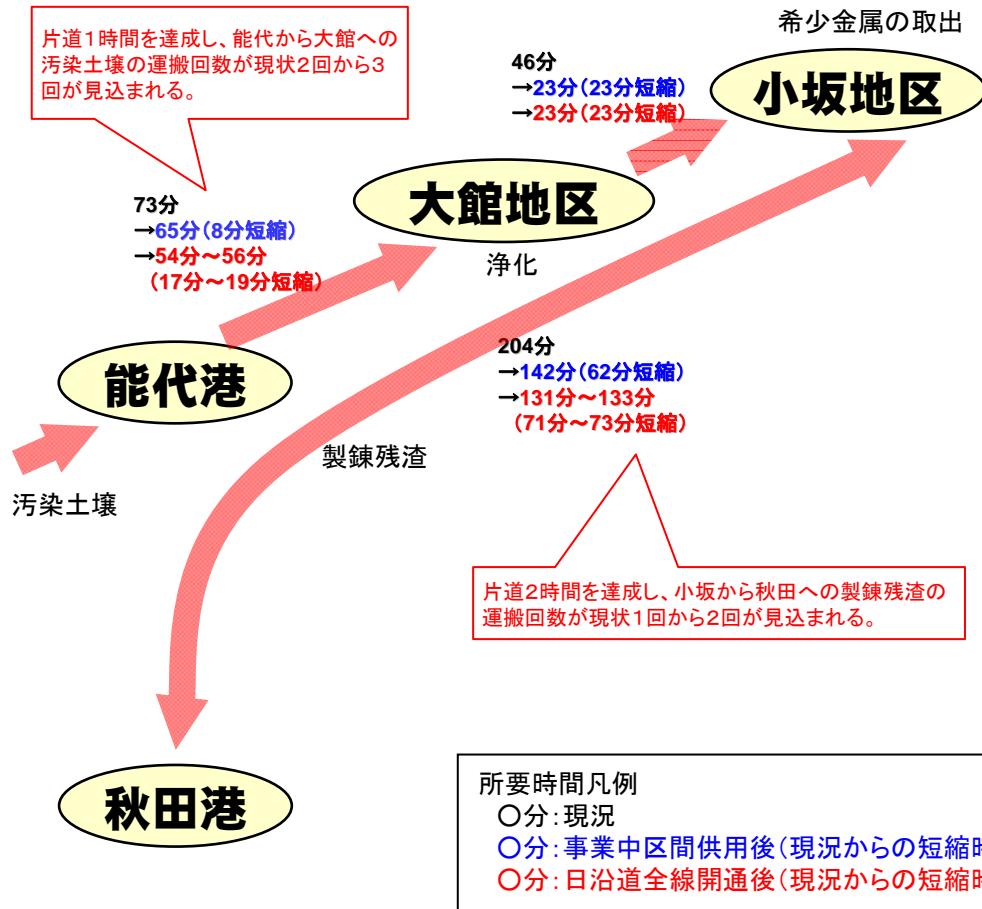 希少金属の取出
片道1時間を達成し、能代から大館への
汚染土壌の運搬回数が現状2回から3
回が見込まれる。
46分
→23分(23分短縮)
→23分(23分短縮)
小坂地区
大館地区
浄化
73分
→65分(8分短縮)
→54分~56分
(17分~19分短縮)
能代港
204分
→142分(62分短縮)
→131分~133分
(71分~73分短縮)
製錬残渣
汚染土壌
片道2時間を達成し、小坂から秋田への製錬残渣の
運搬回数が現状1回から2回が見込まれる。
秋田港
所要時間凡例
〇分:現況
〇分:事業中区間供用後(現況からの短縮
〇分:日沿道全線開通後(現況からの短縮